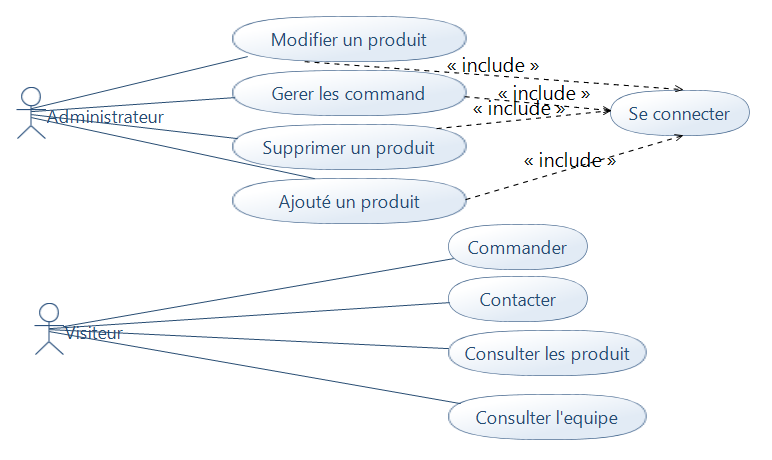 Modifier un produit
« include »
Gerer les command
« include »
« include »
Administrateur
Se connecter
Supprimer un produit
« include »
Ajouté un produit
Commander
Contacter
Visiteur
Consulter les produit
Consulter l'equipe